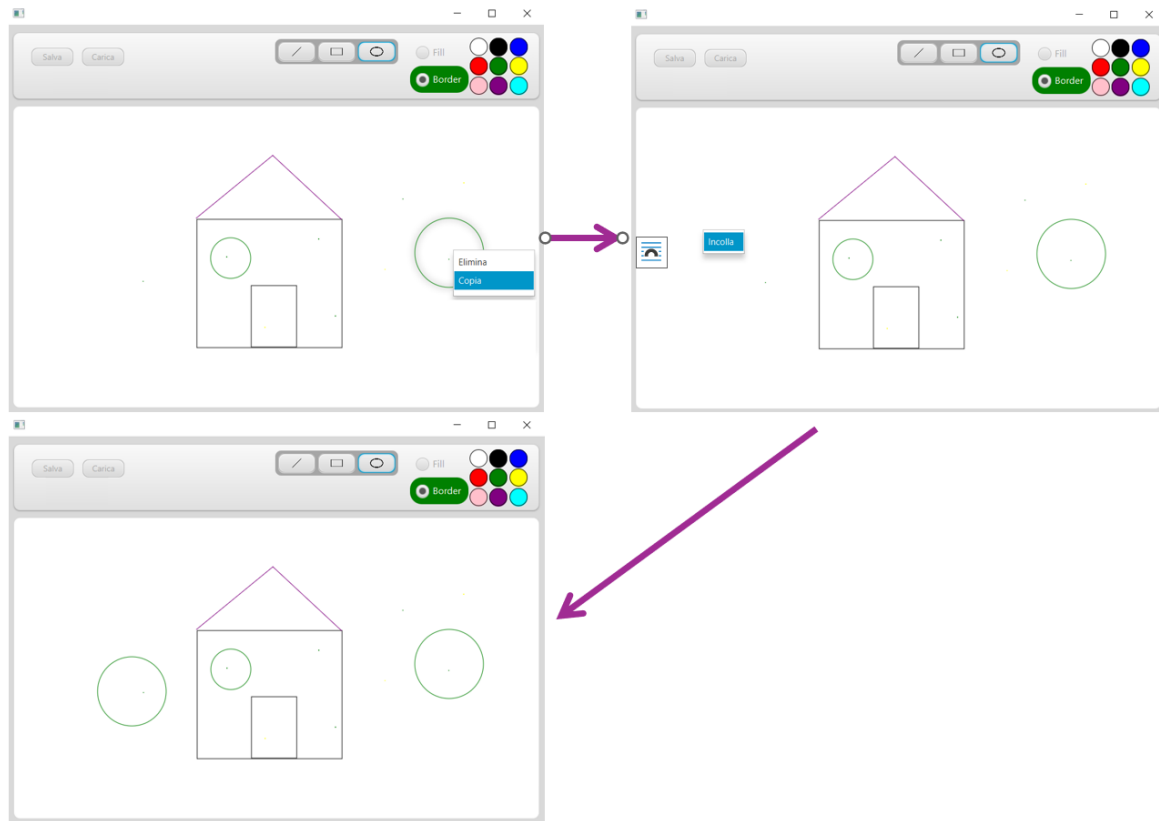 Salva Carica Fill
Border
Elimina
Copia
Salva Carica Fill
Border
Incolla
Salva Carica Fill
Border